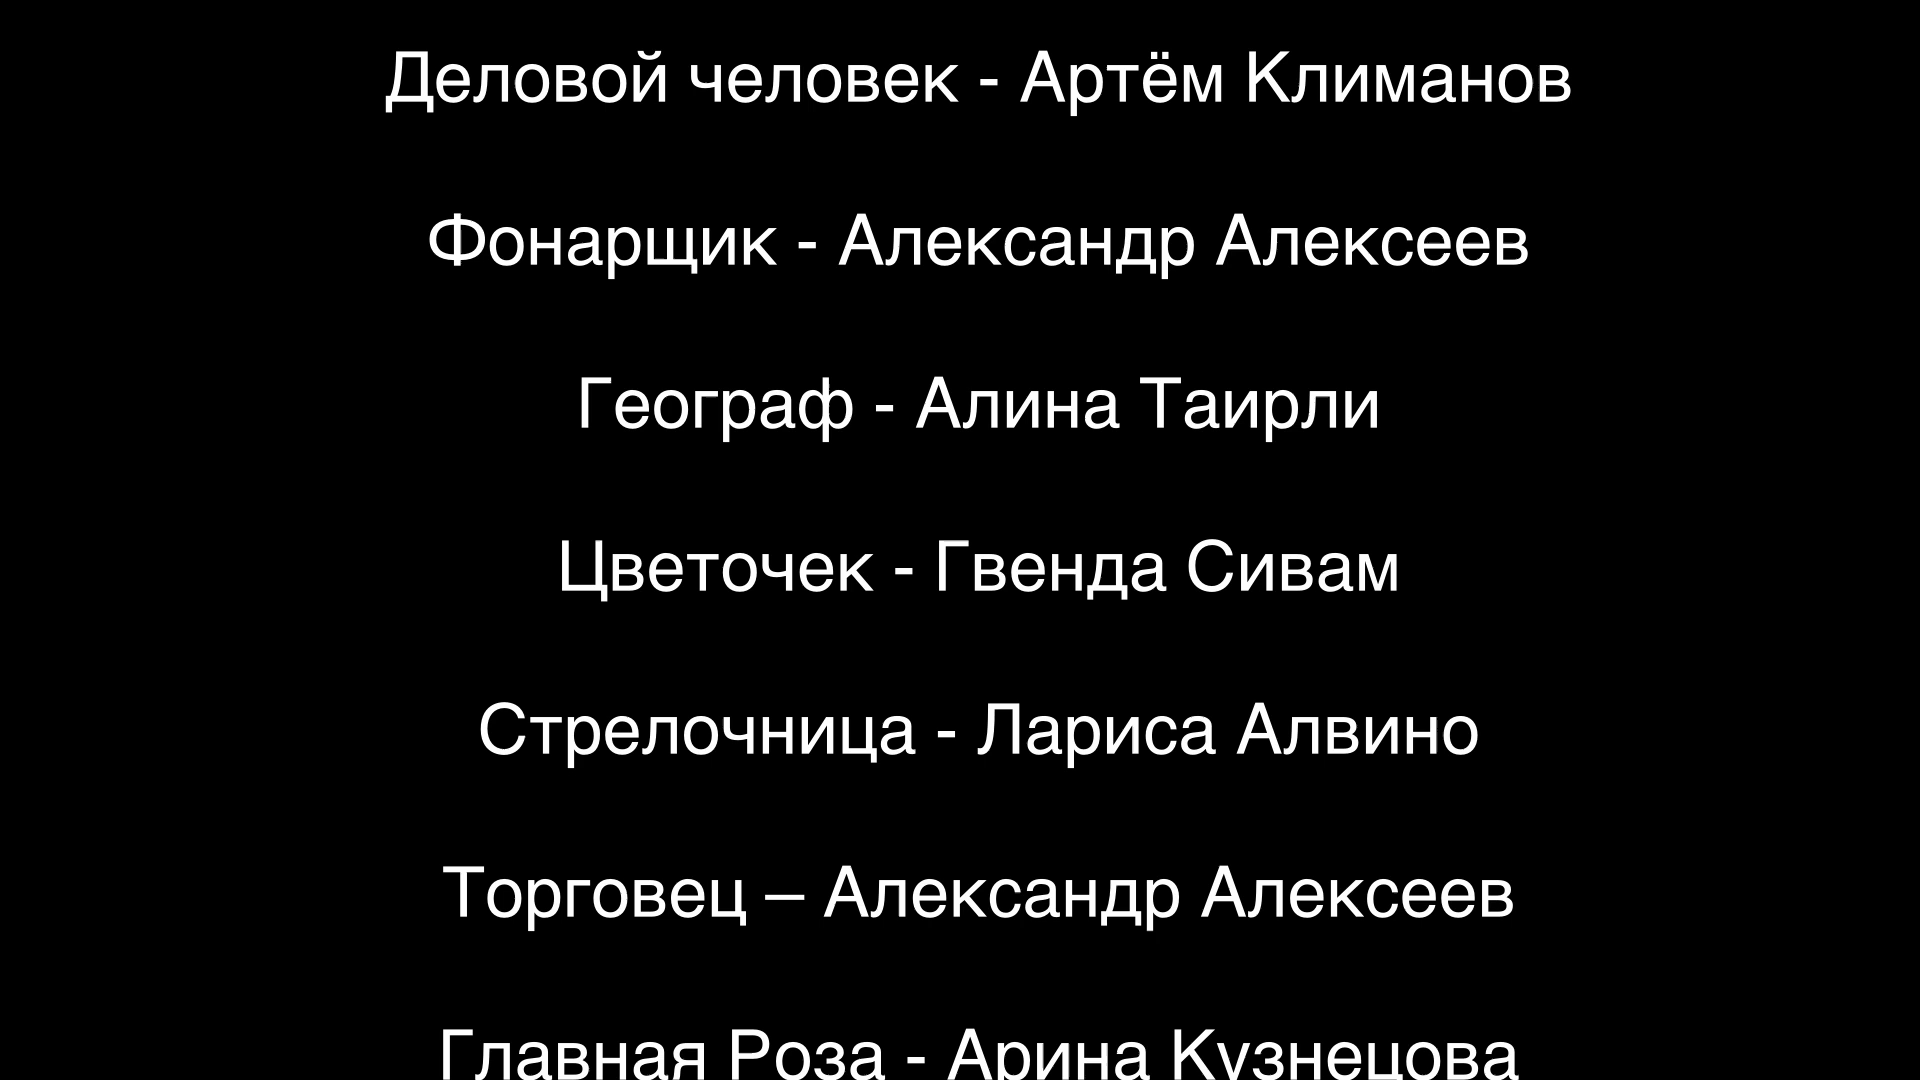 Деловой человек - Артём Климанов
Фонарщик - Александр Алексеев
Географ - Алина Таирли
Цветочек - Гвенда Сивам
Стрелочница - Лариса Алвино
Торговец – Александр Алексеев
Главная Роза - Арина Кузнецова